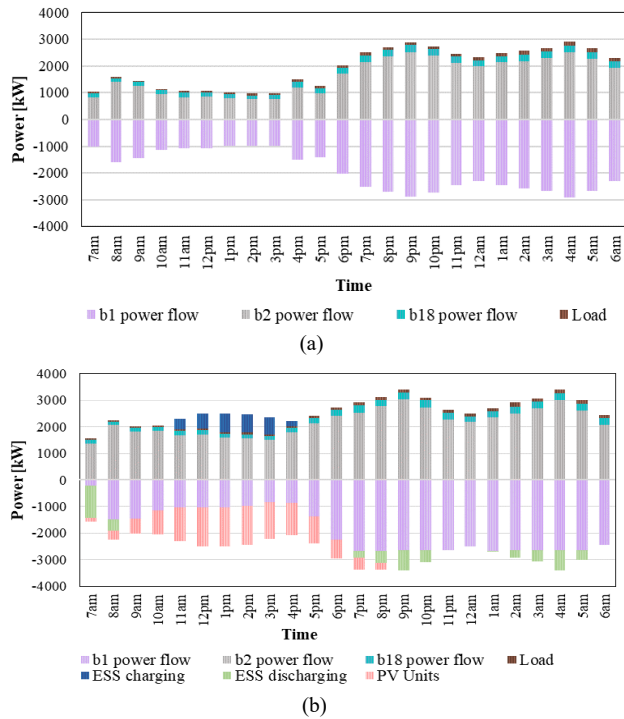 4000
3000
2000
1000
0
-1000
-2000
-3000
-4000
Power [kW]
7am 8am 9am 10am 11am 12pm 1pm 2pm 3pm 4pm 5pm 6pm 7pm 8pm 9pm 10pm 11pm 12am 1am 2am 3am 4am 5am 6am
Time
b1 power flow b2 power flow b18 power flow Load
(a)
4000
3000
2000
1000
0
-1000
-2000
-3000
-4000
Power [kW]
7am 8am 9am 10am 11am 12pm 1pm 2pm 3pm 4pm 5pm 6pm 7pm 8pm 9pm 10pm 11pm 12am 1am 2am 3am 4am 5am 6am
Time
b1 power flow b2 power flow b18 power flow Load
ESS charging ESS discharging PV Units
(b)